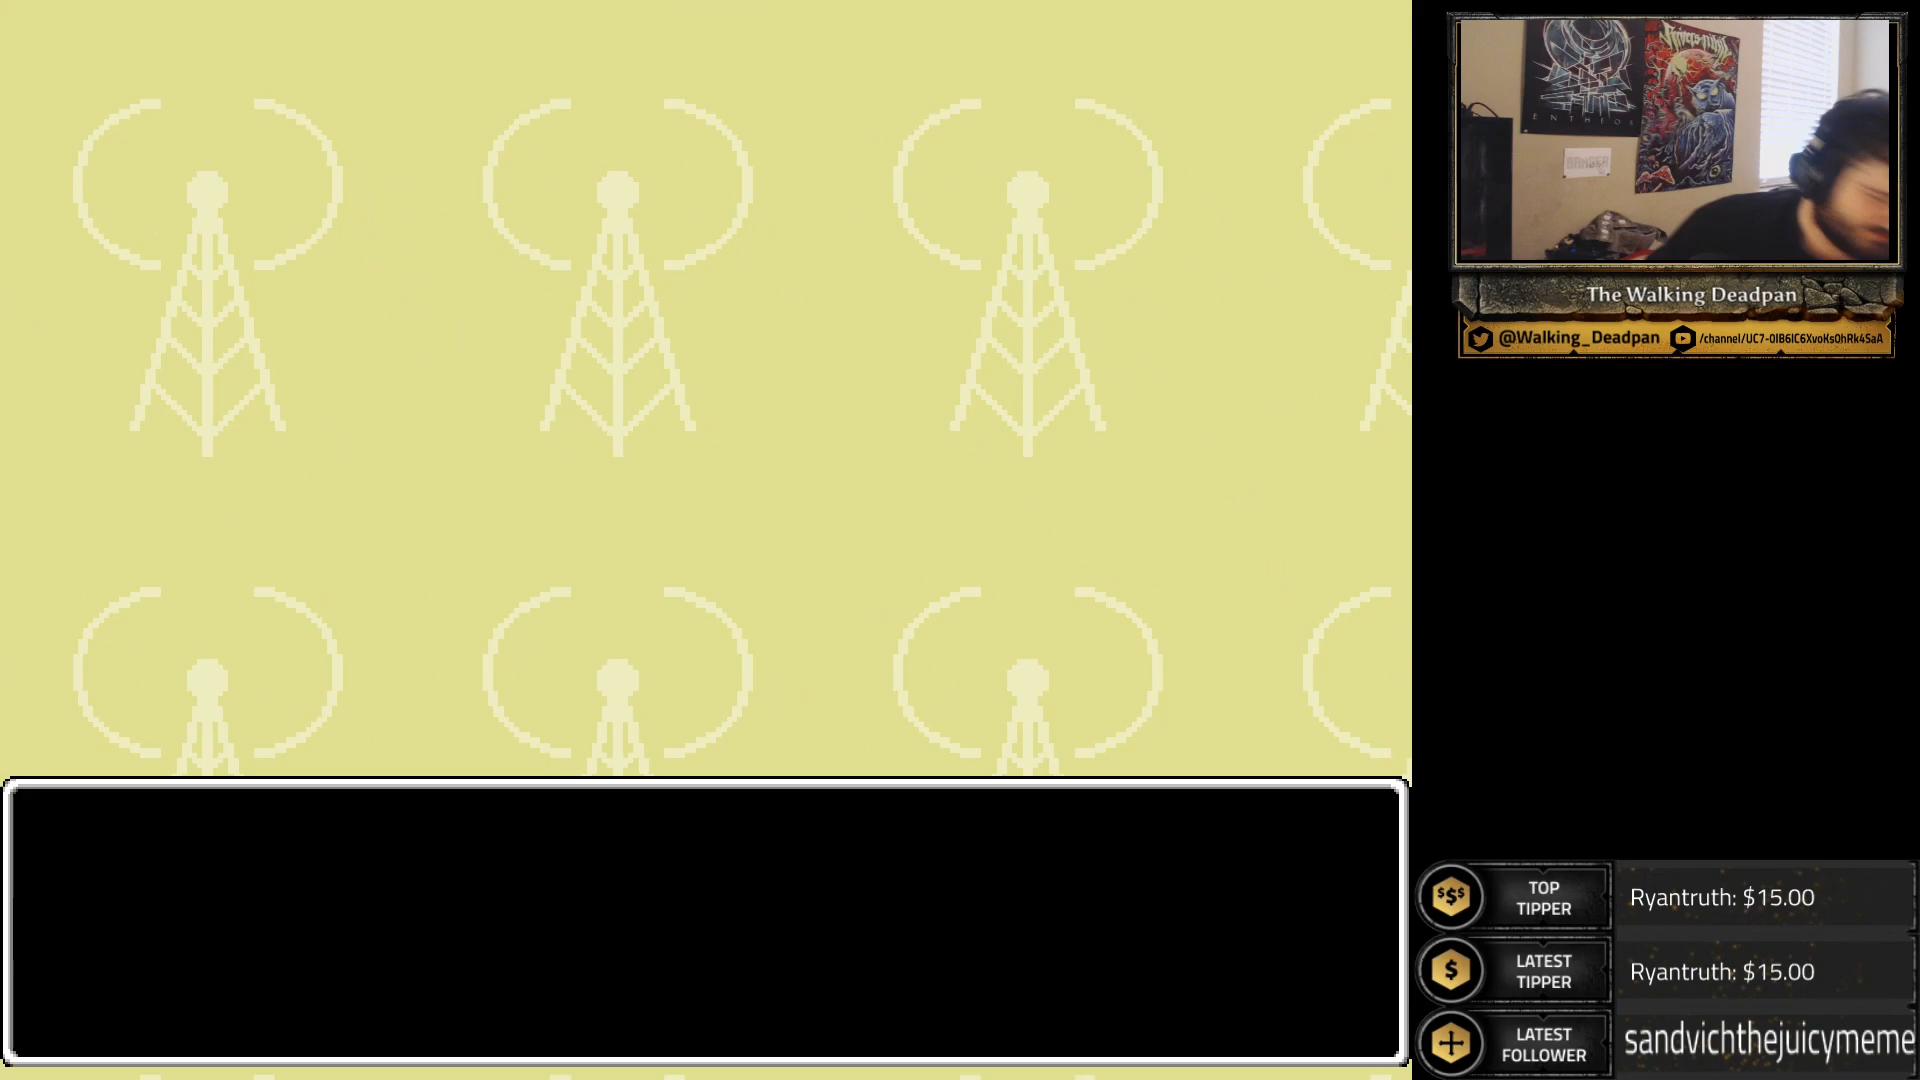 ENTHEOS
The Walking Deadpan
@Walking_Deadpan
/channel/UC7-0IB6IC6XvoKs0hRk4SaA
TOP
TIPPER
Ryantruth: $15.00
LATEST
TIPPER
Ryantruth: $15.00
LATEST
FOLLOWER
sandvichthejuicymeme